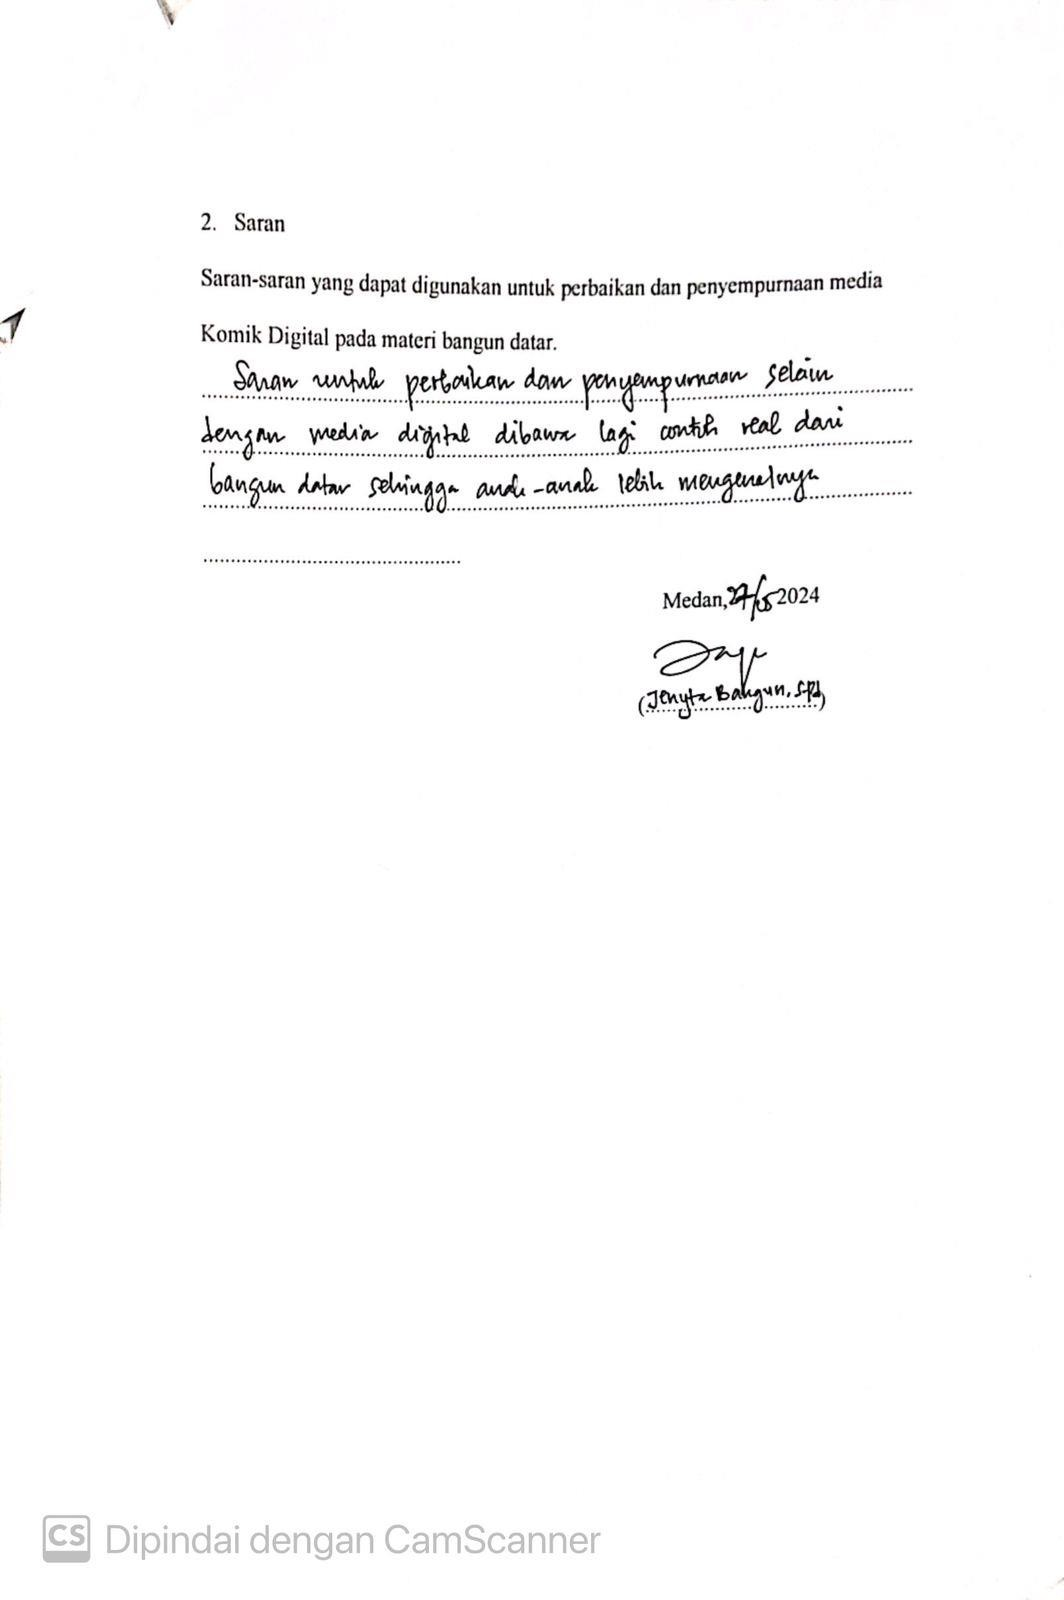 2. Saran
Saran-saran yang dapat digunakan untuk perbaikan dan penyempurnaan media
Komik Digital pada materi bangun datar.
Saran untuk perbaikan dan penyempurnaan selain
dengan media digital dibawa lagi contoh real dari
bangun datar sehingga anak-anak lebih mengenalnya
Medan, 27/05 2024
(Jenyta Bangun, S.Pd)
CS Dipindai dengan CamScanner